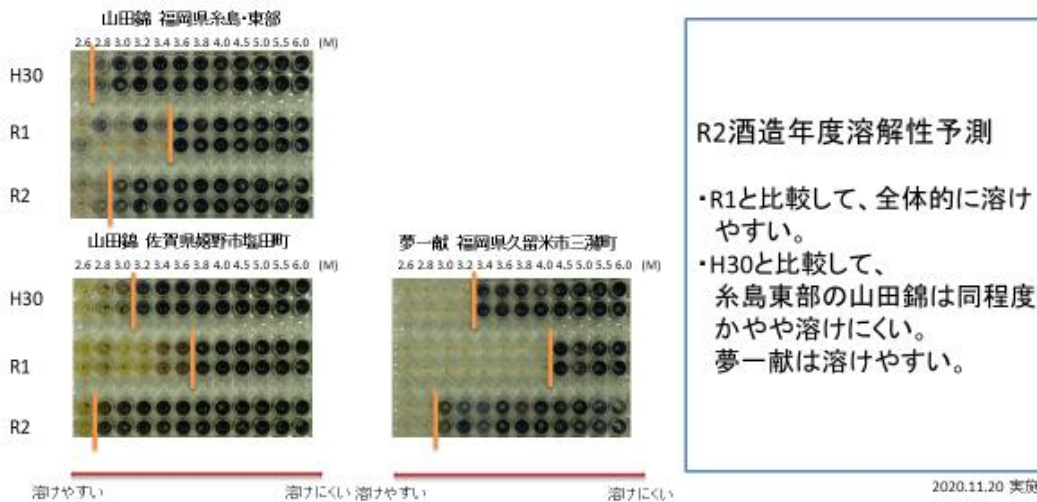 山田錦 福岡県糸島・東部
2.6 2.8 3.0 3.2 3.4 3.6 3.8 4.0 4.5 5.0 5.5 6.0 (M)
H30
R1
R2
山田錦 佐賀県嬉野市塩田町
2.6 2.8 3.0 3.2 3.4 3.6 3.8 4.0 4.5 5.0 5.5 6.0 (M)
H30
R1
R2
溶けやすい
溶けにくい
夢一献 福岡県久留米市三潴町
2.6 2.8 3.0 3.2 3.4 3.6 3.8 4.0 4.5 5.0 5.5 6.0 (M)
溶けやすい
溶けにくい
R2酒造年度溶解性予測
・R1と比較して、全体的に溶け
やすい。
・H30と比較して、
糸島東部の山田錦は同程度
かやや溶けにくい。
夢一献は溶けやすい。
2020.11.20 実施